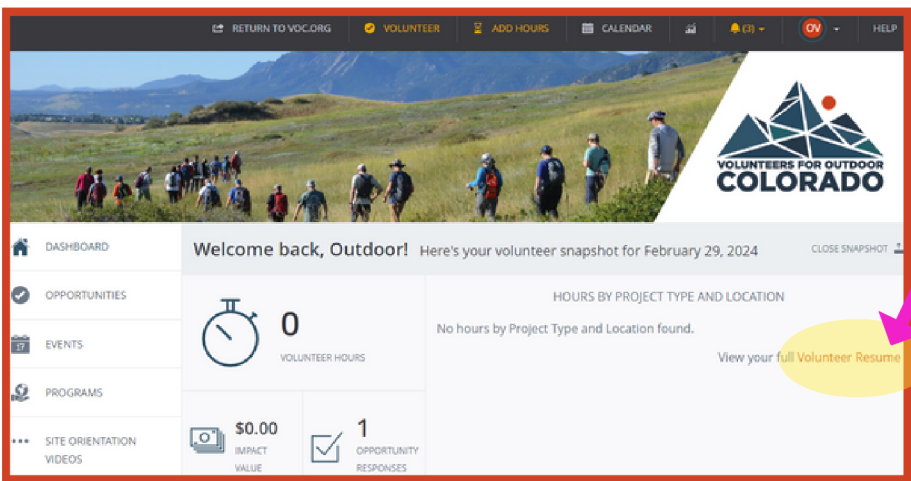 RETURN TO VOC.ORG VOLUNTEER ADD HOURS CALENDAR (3) OV HELP
VOLUNTEERS FOR OUTDOOR
COLORADO
DASHBOARD
OPPORTUNITIES
17 EVENTS
PROGRAMS
SITE ORIENTATION
VIDEOS
Welcome back, Outdoor! Here's your volunteer snapshot for February 29, 2024 CLOSE SNAPSHOT
0
VOLUNTEER HOURS
$0.00
IMPACT
VALUE
1
OPPORTUNITY
RESPONSES
HOURS BY PROJECT TYPE AND LOCATION
No hours by Project Type and Location found.
View your full Volunteer Resume